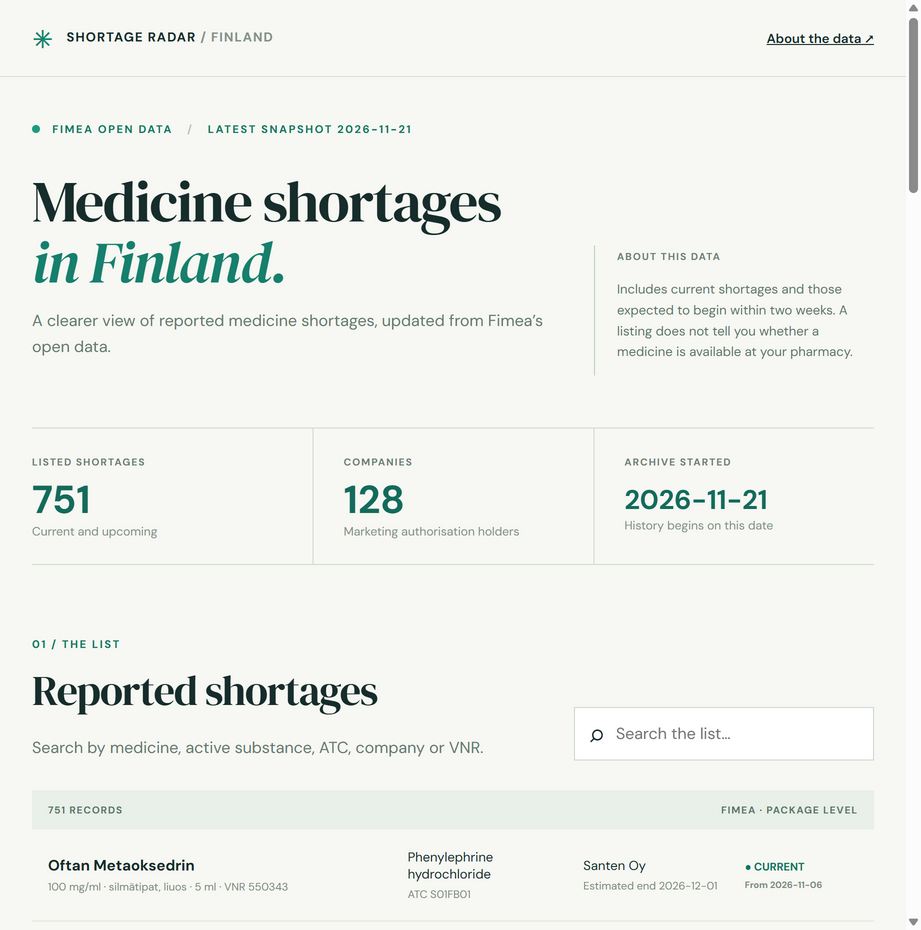 SHORTAGE RADAR / FINLAND
About the data ↗
FIMEA OPEN DATA / LATEST SNAPSHOT 2026-11-21
Medicine shortages
in Finland.
A clearer view of reported medicine shortages, updated from Fimea’s
open data.
ABOUT THIS DATA
Includes current shortages and those
expected to begin within two weeks. A
listing does not tell you whether a
medicine is available at your pharmacy.
LISTED SHORTAGES
751
Current and upcoming
COMPANIES
128
Marketing authorisation holders
ARCHIVE STARTED
2026-11-21
History begins on this date
01 / THE LIST
Reported shortages
Search by medicine, active substance, ATC, company or VNR.
Search the list…
751 RECORDS
FIMEA · PACKAGE LEVEL
Oftan Metaoksedrin
100 mg/ml · silmätipat, liuos · 5 ml · VNR 550343
Phenylephrine
hydrochloride
ATC S01FB01
Santen Oy
Estimated end 2026-12-01
● CURRENT
From 2026-11-06